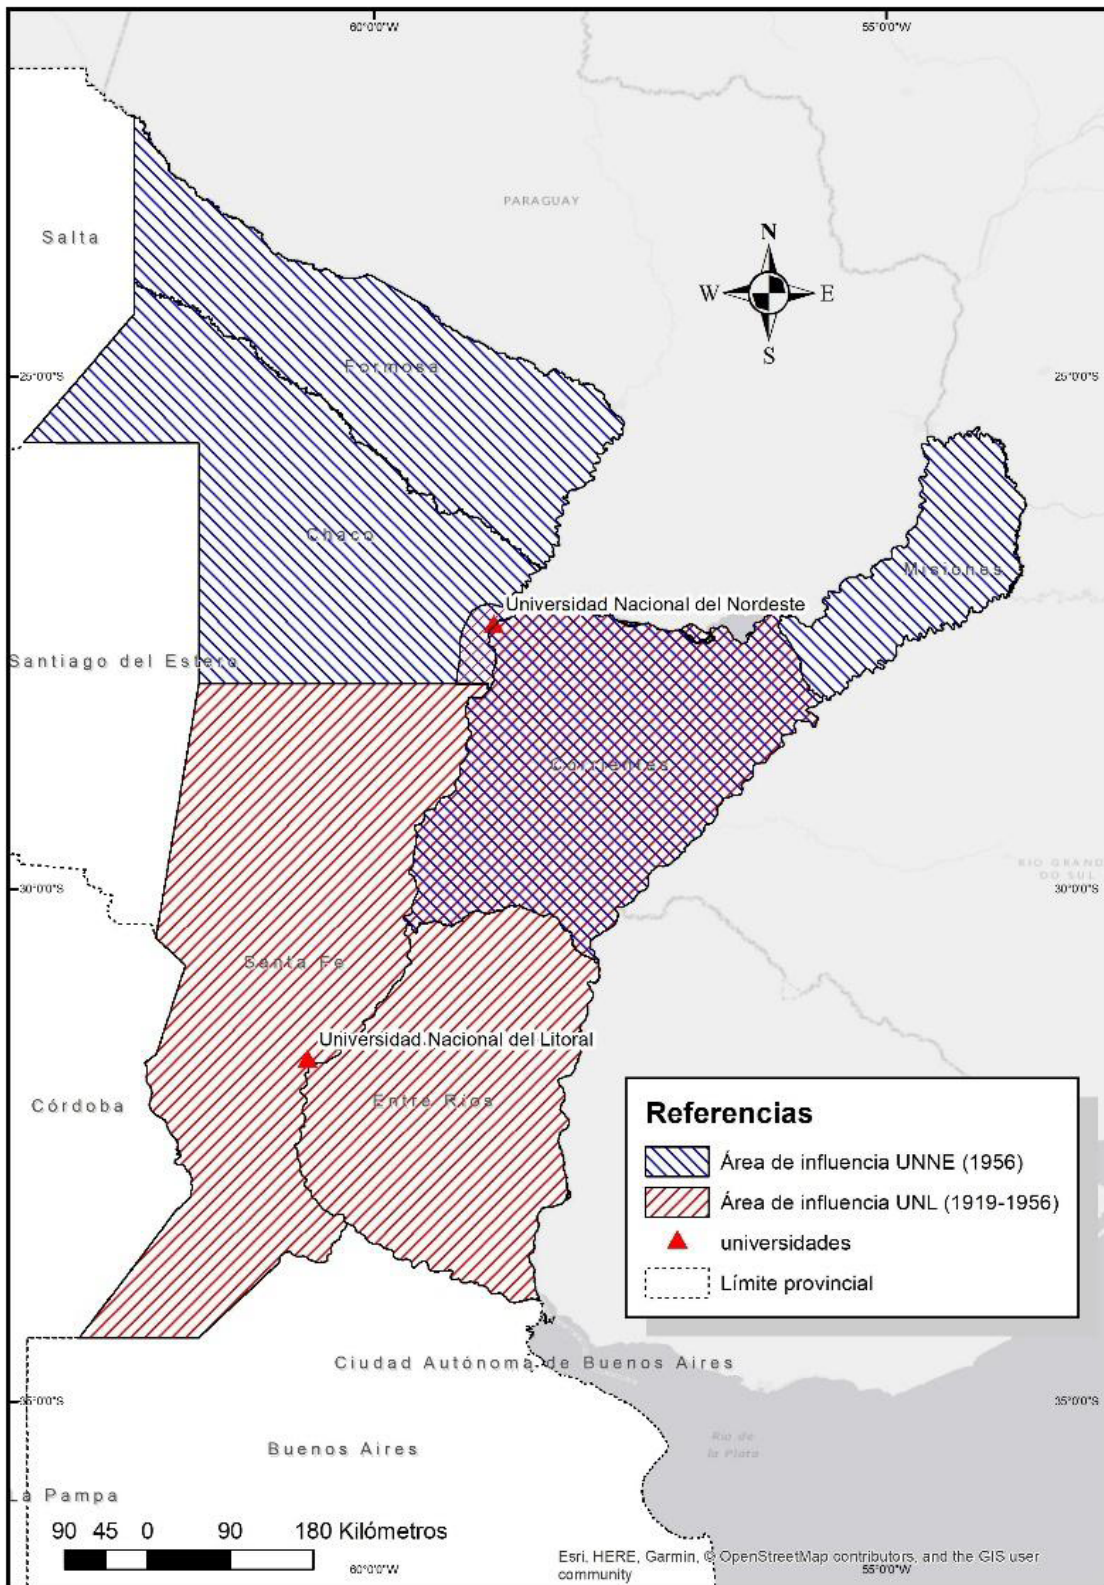 60°0'0"W
55°0'0"W
PARAGUAY
Salta
N
W
E
S
Formosa
25°0'0"S
25°0'0"S
Chaco
Misiones
Universidad Nacional del Nordeste
Santiago del Estero
Corrientes
RIO GRANDE
DO SUL
30°0'0"S
30°0'0"S
Santa Fe
Universidad Nacional del Litoral
Córdoba
Entre Ríos
Referencias
Área de influencia UNNE (1956)
Área de influencia UNL (1919-1956)
universidades
Límite provincial
Ciudad Autónoma de Buenos Aires
35°0'0"S
35°0'0"S
Buenos Aires
Río de
la Plata
La Pampa
90 45 0 90 180 Kilómetros
Esri, HERE, Garmin, © OpenStreetMap contributors, and the GIS user
community
60°0'0"W
55°0'0"W